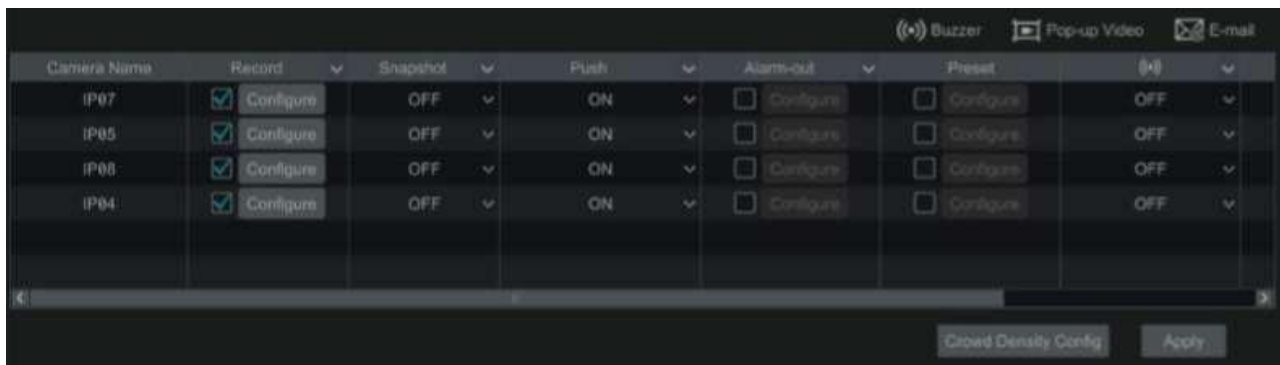 Buzzer Pop-up Video E-mail
Camera Name Record Snapshot Push Alarm-out Preset
IP07 Configure OFF ON Configure Configure OFF
IP05 Configure OFF ON Configure Configure OFF
IP08 Configure OFF ON Configure Configure OFF
IP04 Configure OFF ON Configure Configure OFF
Crowd Density Config Apply